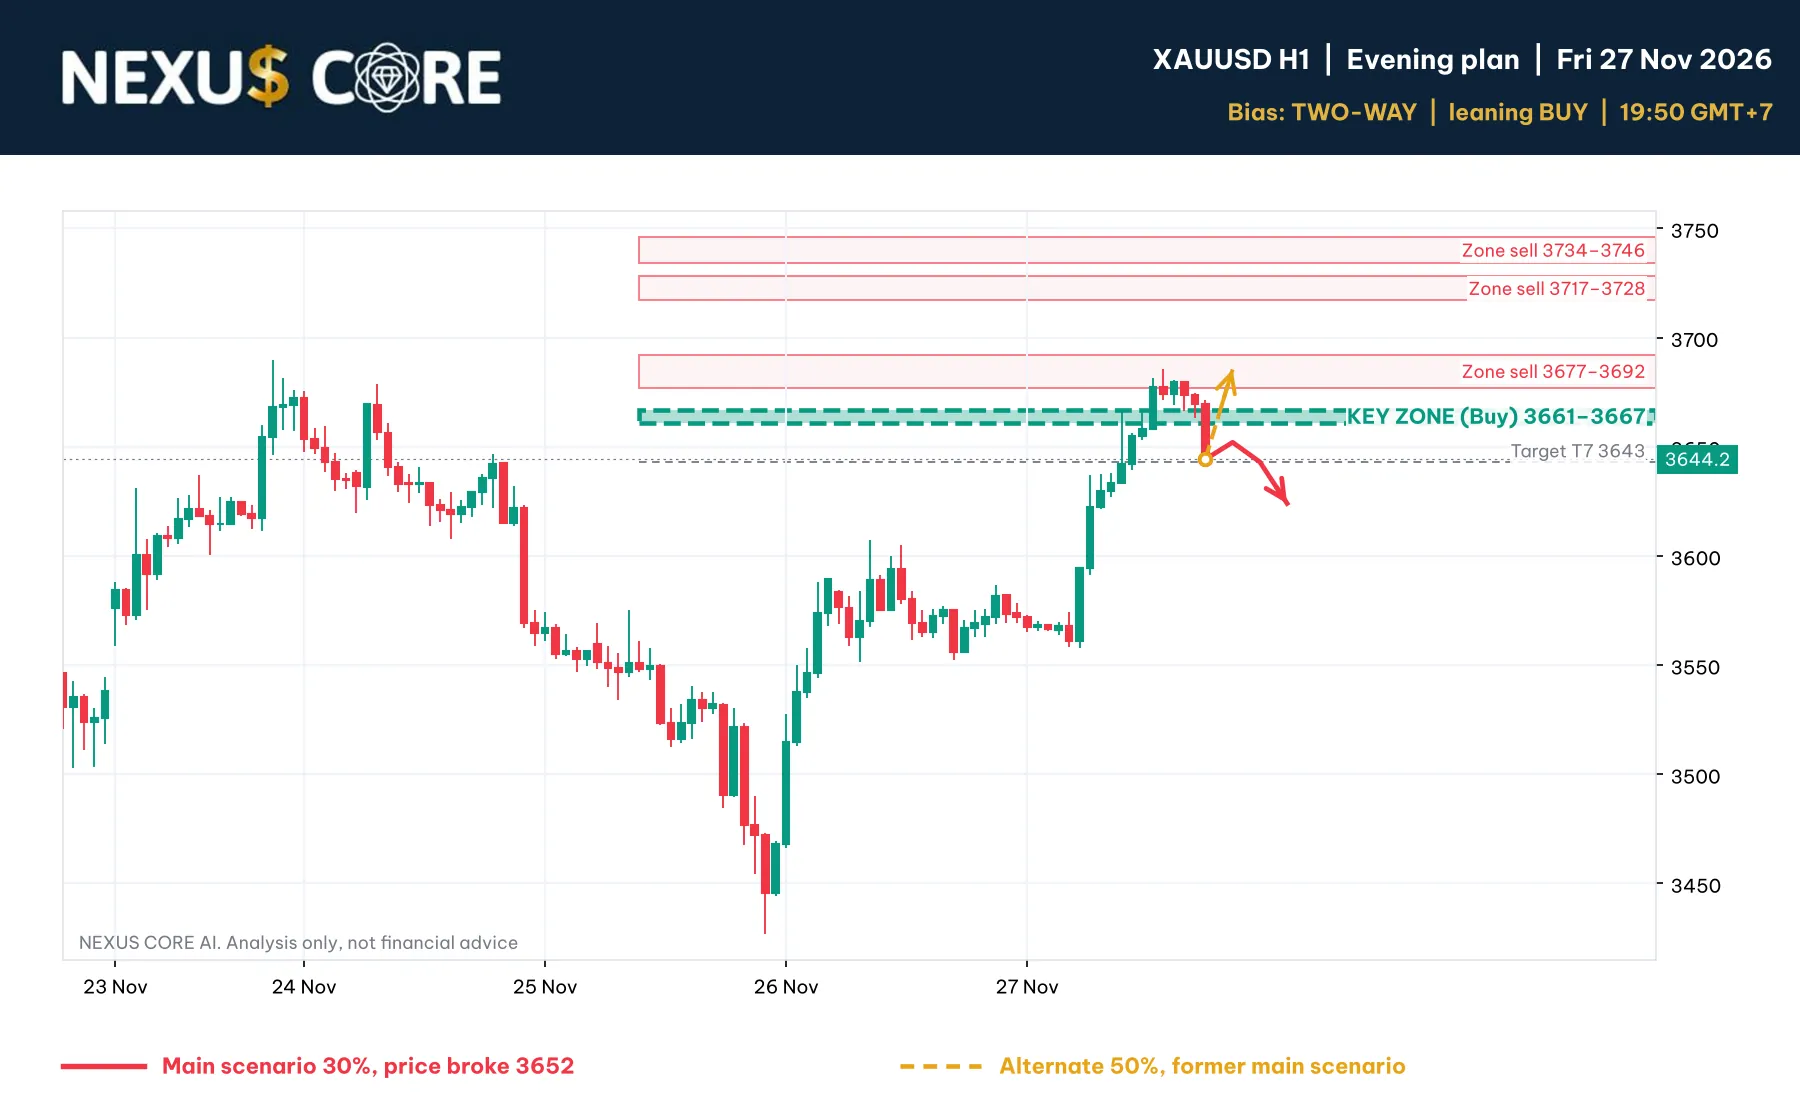 NEXU$ CORE
XAUUSD H1 | Evening plan | Fri 27 Nov 2026
Bias: TWO-WAY | leaning BUY | 19:50 GMT+7
3750
Zone sell 3734–3746
Zone sell 3717–3728
3700
Zone sell 3677–3692
KEY ZONE (Buy) 3661–3667
Target T7 3643
3644.2
3600
3550
3500
3450
NEXUS CORE AI. Analysis only, not financial advice
23 Nov 24 Nov 25 Nov 26 Nov 27 Nov
Main scenario 30%, price broke 3652
Alternate 50%, former main scenario